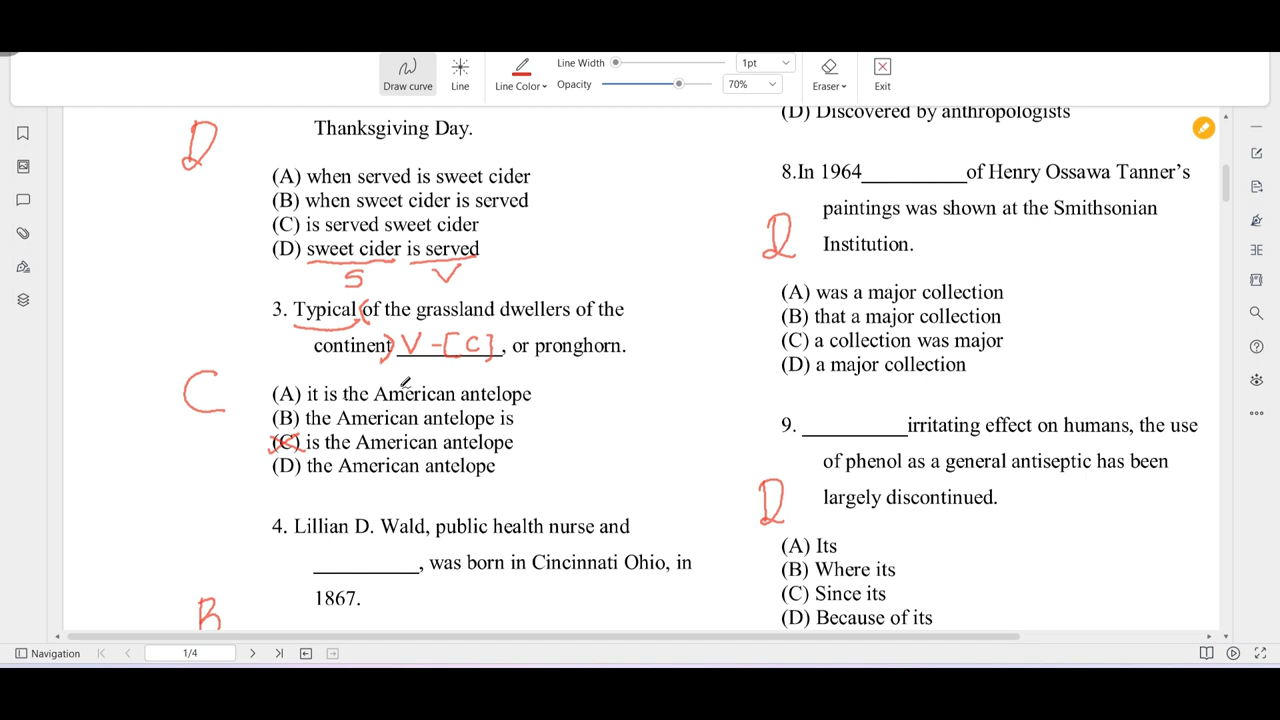 Draw curve
Line
Line Color
Line Width
1pt
Opacity
70%
Eraser
Exit
D
Thanksgiving Day.
(A) when served is sweet cider
(B) when sweet cider is served
(C) is served sweet cider
(D) sweet cider is served
S V
3. Typical (of the grassland dwellers of the
continent) __________ V - [C], or pronghorn.
C
(A) it is the American antelope
(B) the American antelope is
(C) is the American antelope
(D) the American antelope
4. Lillian D. Wald, public health nurse and
__________, was born in Cincinnati Ohio, in
1867.
B
(D) Discovered by anthropologists
8.In 1964__________of Henry Ossawa Tanner's
paintings was shown at the Smithsonian
Institution.
D
(A) was a major collection
(B) that a major collection
(C) a collection was major
(D) a major collection
9. __________irritating effect on humans, the use
of phenol as a general antiseptic has been
largely discontinued.
D
(A) Its
(B) Where its
(C) Since its
(D) Because of its
Navigation
1/4